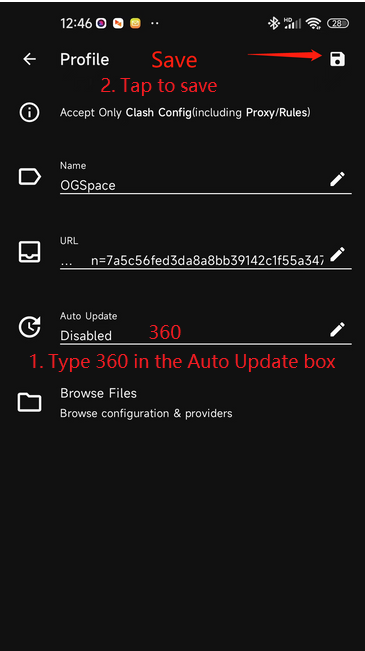 12:46
HD
28
Profile
Save
2. Tap to save
Accept Only Clash Config(including Proxy/Rules)
Name
OGSpace
URL
... n=7a5c56fed3da8a8bb39142c1f55a347
Auto Update
Disabled
360
1. Type 360 in the Auto Update box
Browse Files
Browse configuration & providers